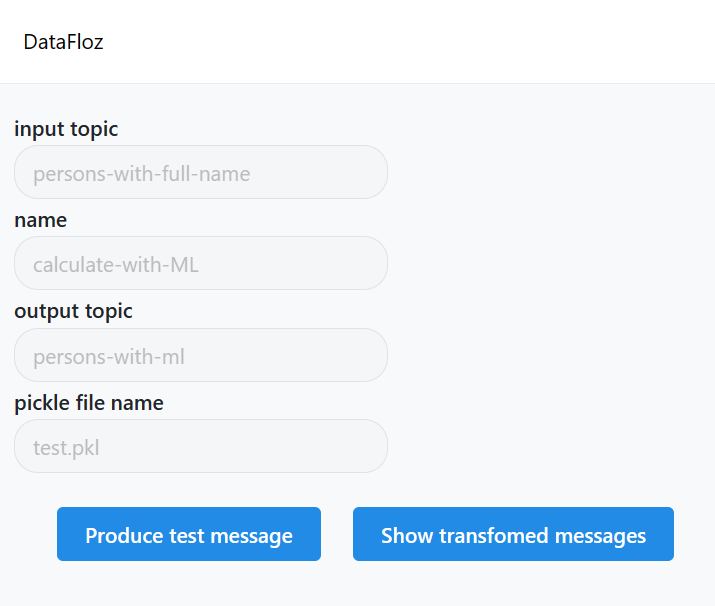 DataFloz
input topic
persons-with-full-name
name
calculate-with-ML
output topic
persons-with-ml
pickle file name
test.pkl
Produce test message
Show transfomed messages